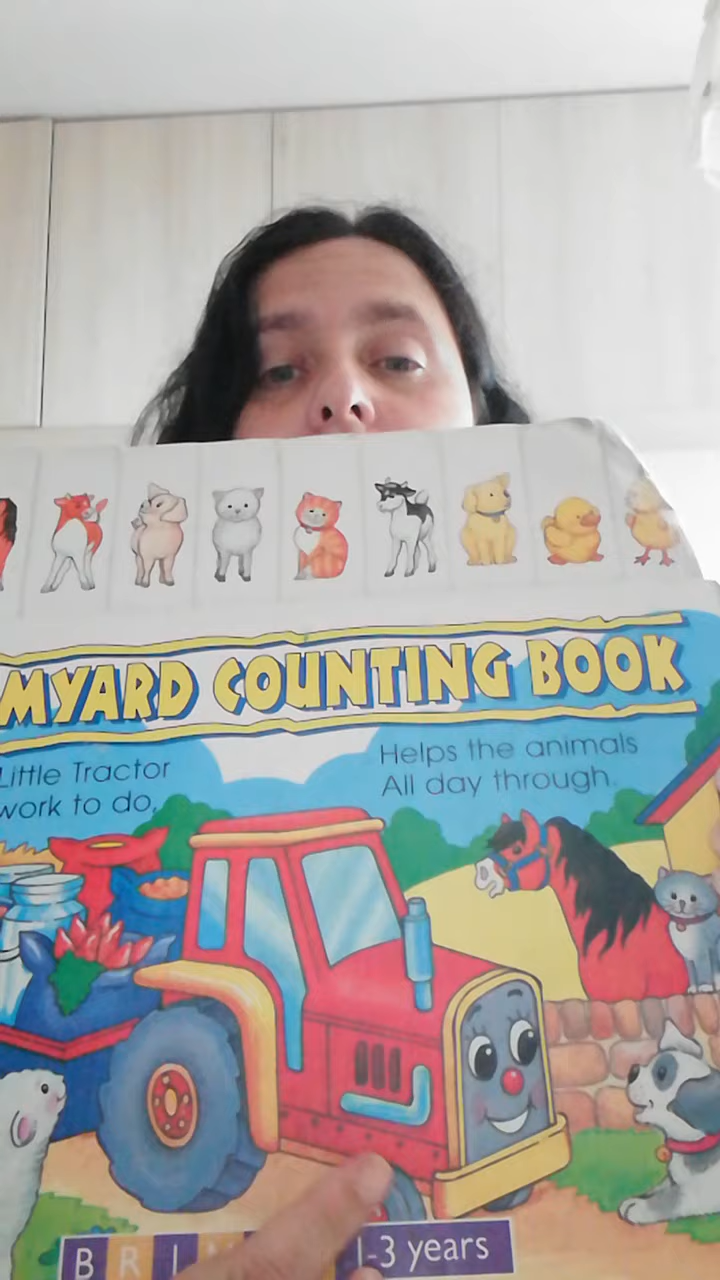 MYARD COUNTING BOOK
Little Tractor
work to do,
Helps the animals
All day through.
1-3 years